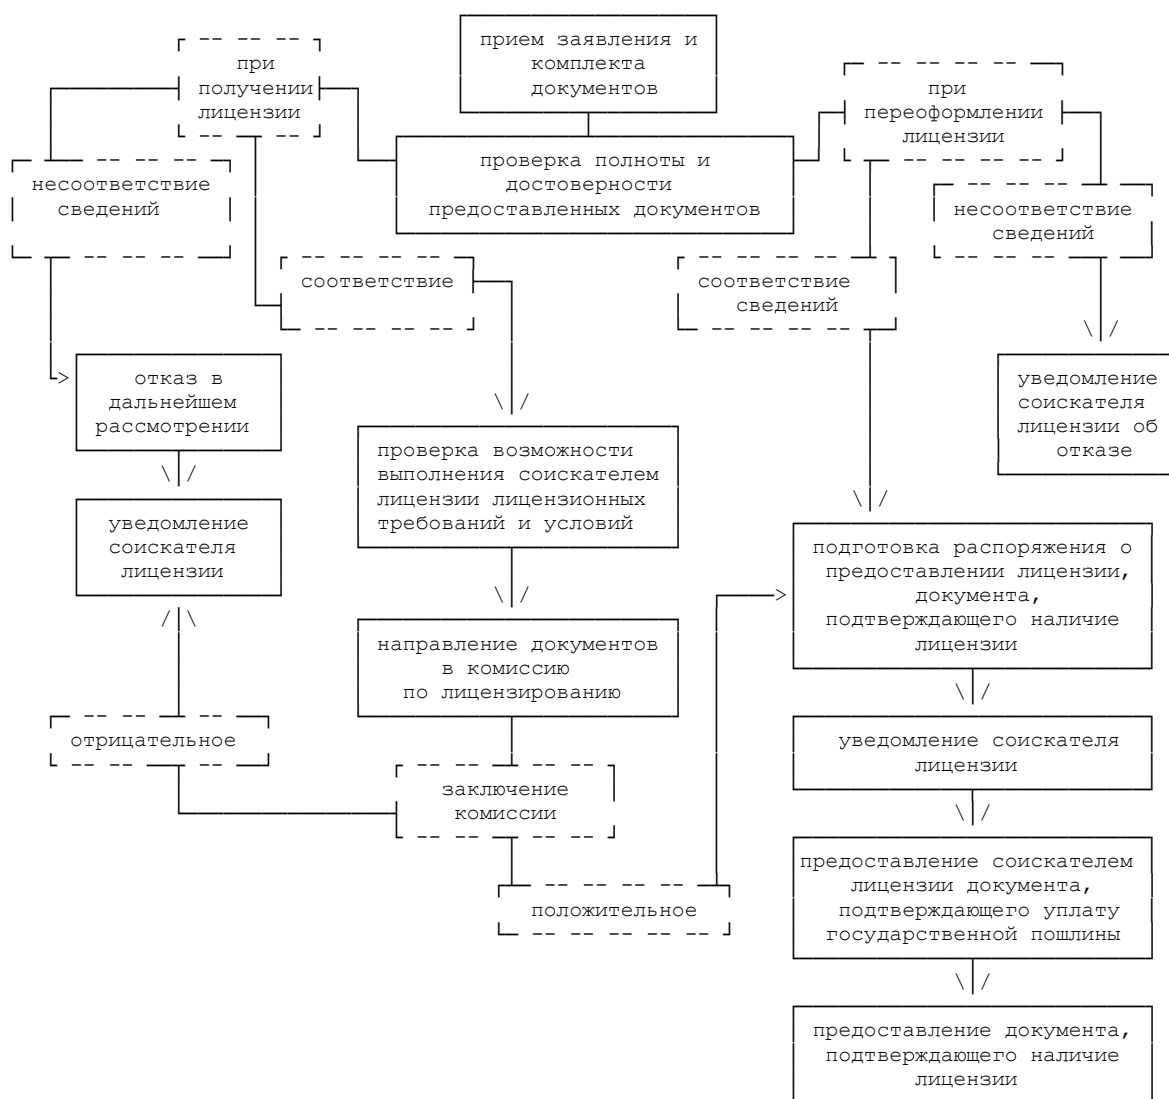 прием заявления и
комплекта
документов
при
получении
лицензии
при
переоформлении
лицензии
проверка полноты и
достоверности
предоставленных документов
несоответствие
сведений
несоответствие
сведений
соответствие
соответствие
сведений
отказ в
дальнейшем
рассмотрении
уведомление
соискателя
лицензии об
отказе
проверка возможности
выполнения соискателем
лицензии лицензионных
требований и условий
уведомление
соискателя
лицензии
подготовка распоряжения о
предоставлении лицензии,
документа,
подтверждающего наличие
лицензии
направление документов
в комиссию
по лицензированию
отрицательное
уведомление соискателя
лицензии
заключение
комиссии
положительное
предоставление соискателем
лицензии документа,
подтверждающего уплату
государственной пошлины
предоставление документа,
подтверждающего наличие
лицензии